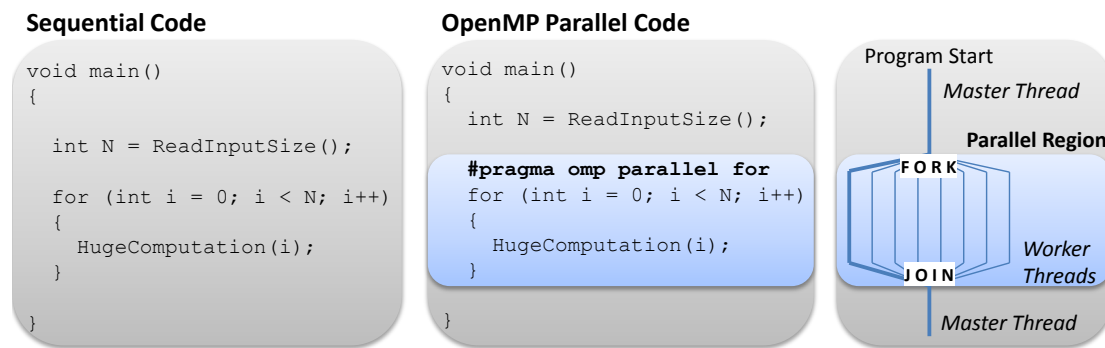 Sequential Code
void main()
{
int N = ReadInputSize();
for (int i = 0; i < N; i++)
{
HugeComputation(i);
}
}
OpenMP Parallel Code
void main()
{
int N = ReadInputSize();
#pragma omp parallel for
for (int i = 0; i < N; i++)
{
HugeComputation(i);
}
}
Program Start
Master Thread
Parallel Region
FORK
Worker
Threads
JOIN
Master Thread